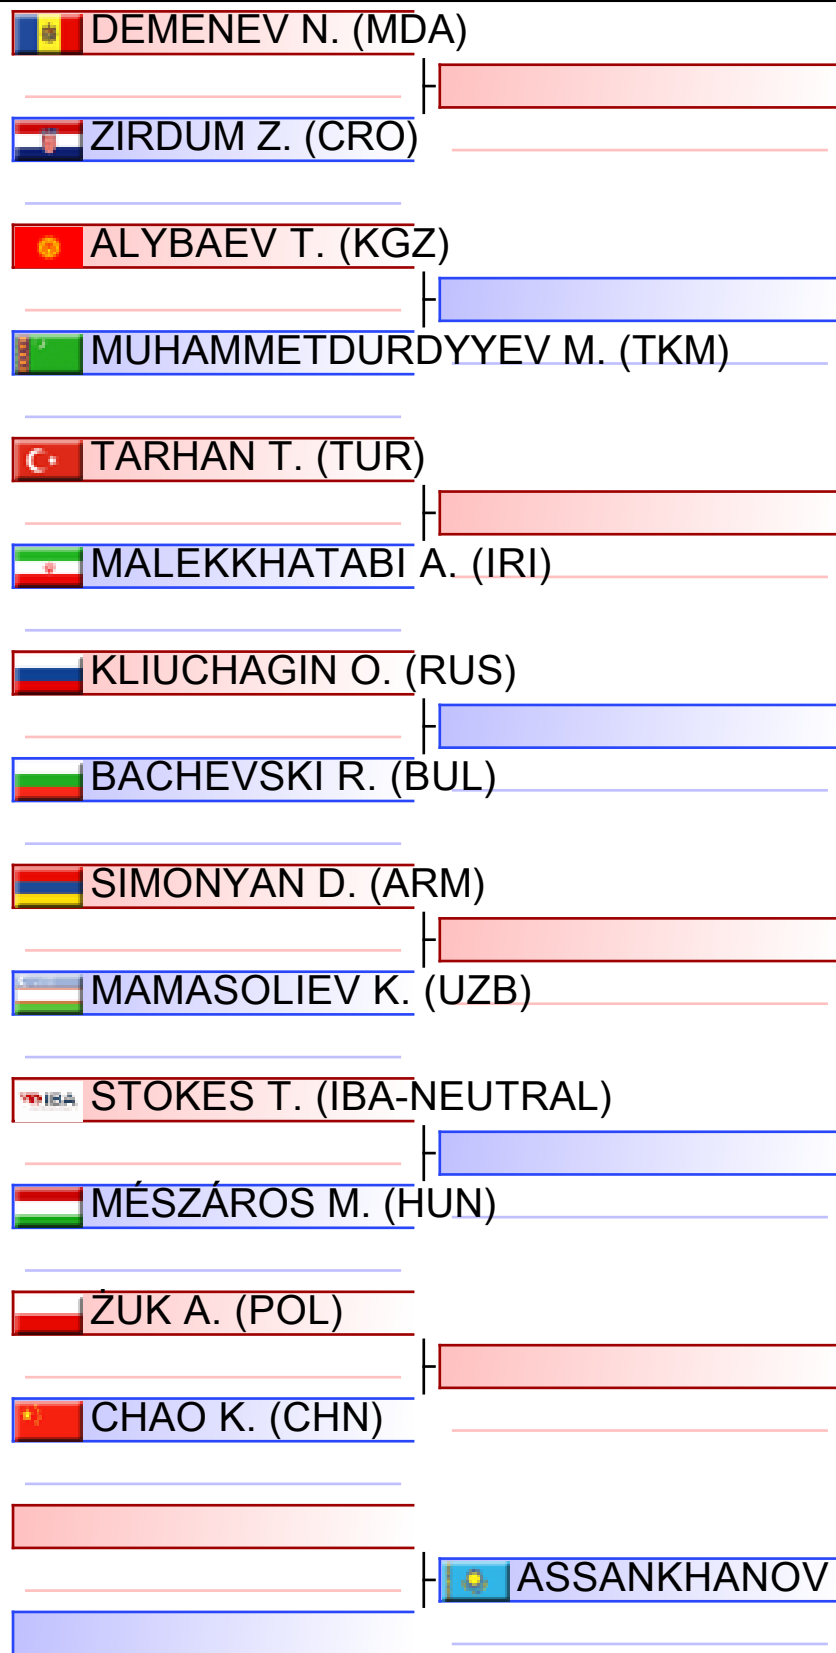 DEMENEV N. (MDA)
ZIRDUM Z. (CRO)
ALYBAEV T. (KGZ)
MUHAMMETDURDYYEV M. (TKM)
TARHAN T. (TUR)
MALEKKHATABI A. (IRI)
KLIUCHAGIN O. (RUS)
BACHEVSKI R. (BUL)
SIMONYAN D. (ARM)
MAMASOLIEV K. (UZB)
IBA STOKES T. (IBA-NEUTRAL)
MÉSZÁROS M. (HUN)
ŻUK A. (POL)
CHAO K. (CHN)
ASSANKHANOV